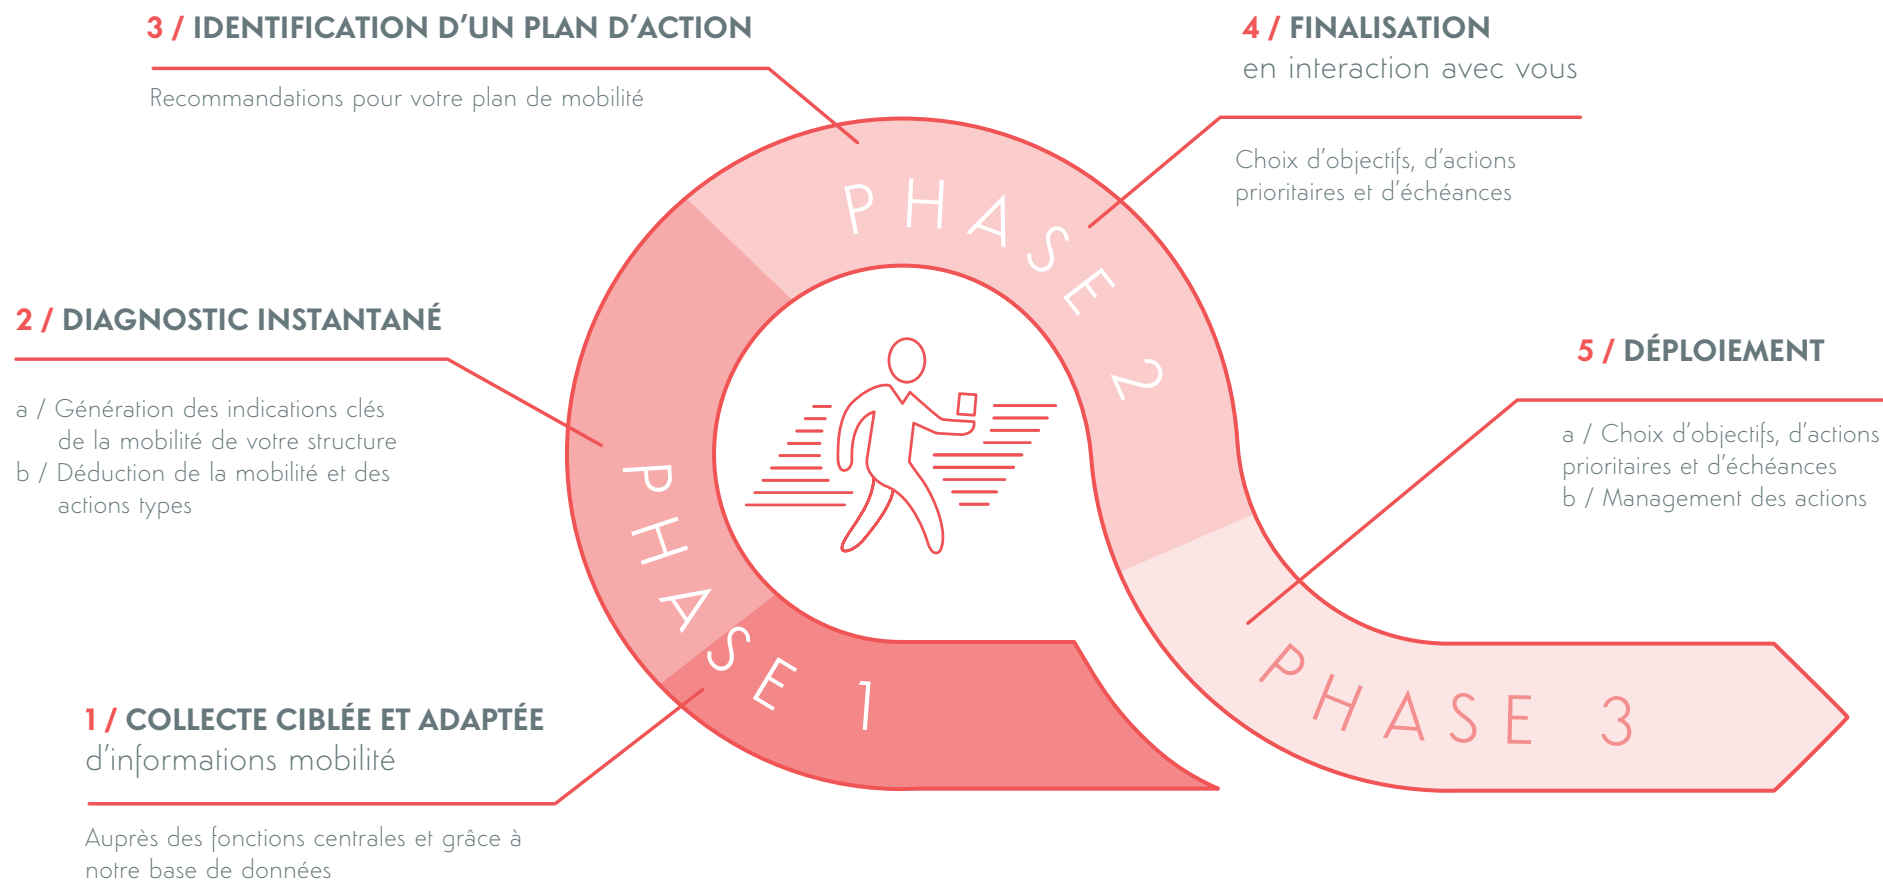 3 / IDENTIFICATION D'UN PLAN D'ACTION
Recommandations pour votre plan de mobilité
4 / FINALISATION
en interaction avec vous
Choix d'objectifs, d'actions
prioritaires et d'échéances
PHASE 2
2 / DIAGNOSTIC INSTANTANÉ
a / Génération des indications clés
de la mobilité de votre structure
b / Déduction de la mobilité et des
actions types
5 / DÉPLOIEMENT
a / Choix d'objectifs, d'actions
prioritaires et d'échéances
b / Management des actions
PHASE 1
PHASE 3
1 / COLLECTE CIBLÉE ET ADAPTÉE
d'informations mobilité
Auprès des fonctions centrales et grâce à
notre base de données